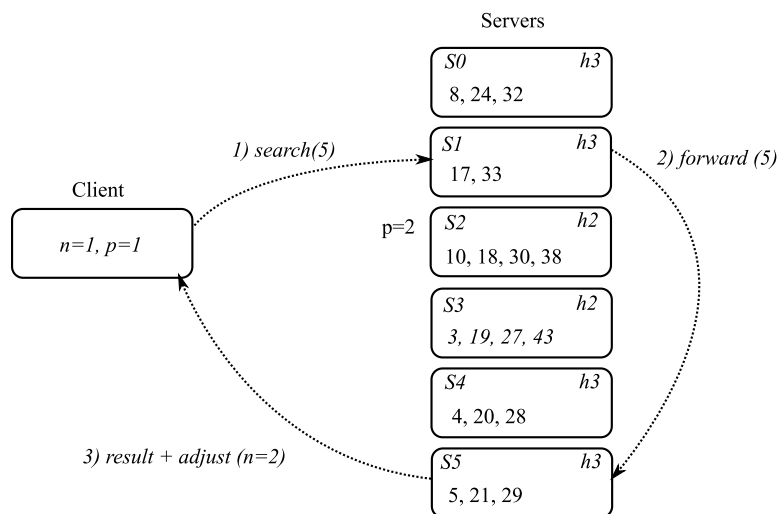 Servers
S0 h3
8, 24, 32
1) search(5)
S1 h3
17, 33
2) forward (5)
Client
n=1, p=1
p=2
S2 h2
10, 18, 30, 38
S3 h2
3, 19, 27, 43
S4 h3
4, 20, 28
3) result + adjust (n=2)
S5 h3
5, 21, 29